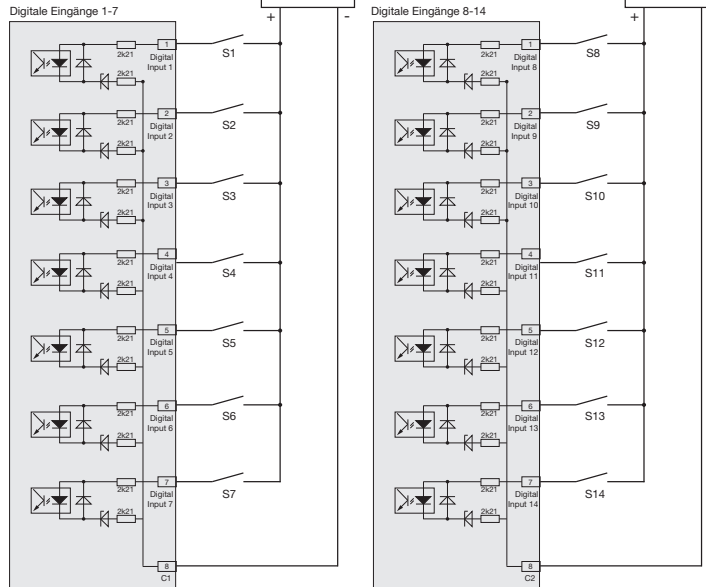 Digitale Eingänge 1-7
+
-
1
2k21
Digital
Input 1
2k21
S1
2
2k21
Digital
Input 2
2k21
S2
3
2k21
Digital
Input 3
2k21
S3
4
2k21
Digital
Input 4
2k21
S4
5
2k21
Digital
Input 5
2k21
S5
6
2k21
Digital
Input 6
2k21
S6
7
2k21
Digital
Input 7
2k21
S7
8
C1
Digitale Eingänge 8-14
+
1
2k21
Digital
Input 8
2k21
S8
2
2k21
Digital
Input 9
2k21
S9
3
2k21
Digital
Input 10
2k21
S10
4
2k21
Digital
Input 11
2k21
S11
5
2k21
Digital
Input 12
2k21
S12
6
2k21
Digital
Input 13
2k21
S13
7
2k21
Digital
Input 14
2k21
S14
8
C2